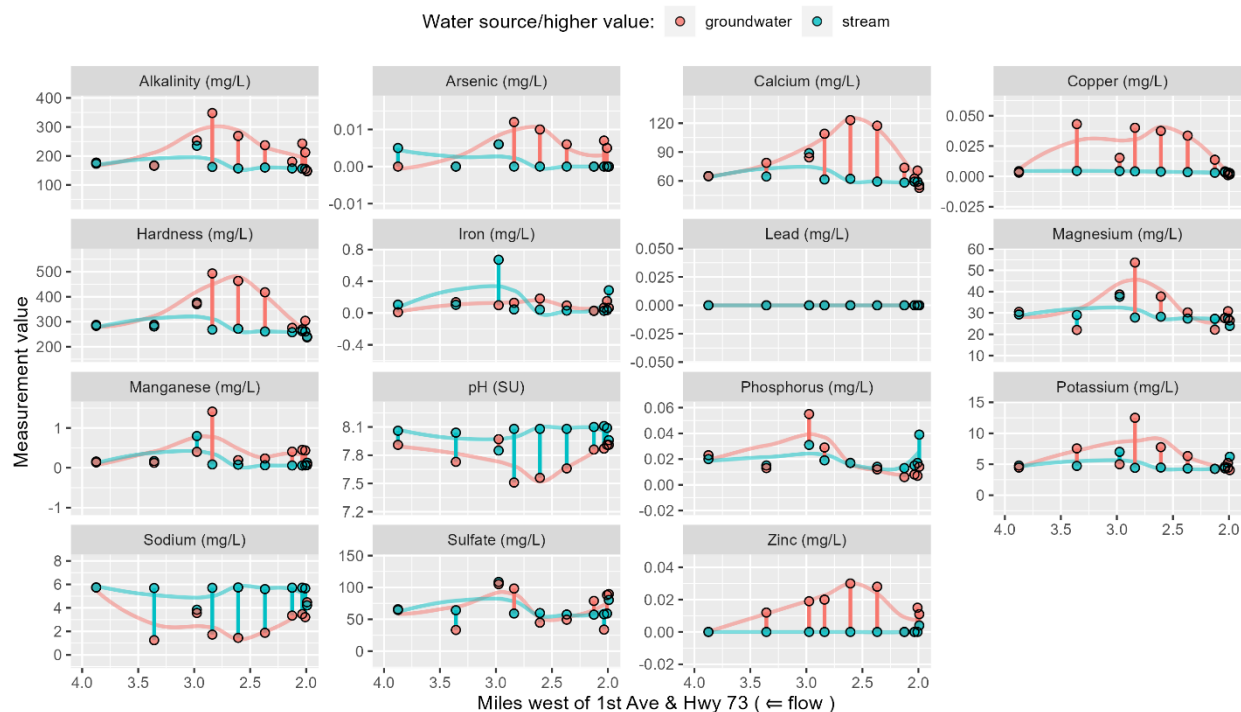 Water source/higher value: groundwater stream
Alkalinity (mg/L) Arsenic (mg/L) Calcium (mg/L) Copper (mg/L)
400 300 200 100
0.01 0.00 -0.01
120 90 60
0.050 0.025 0.000 -0.025
Hardness (mg/L) Iron (mg/L) Lead (mg/L) Magnesium (mg/L)
500 400 300 200
0.8 0.4 0.0 -0.4
0.050 0.025 0.000 -0.025 -0.050
60 50 40 30 20 10
Measurement value
Manganese (mg/L) pH (SU) Phosphorus (mg/L) Potassium (mg/L)
1 0 -1
8.1 7.8 7.5 7.2
0.06 0.04 0.02 0.00 -0.02
15 10 5 0
4.0 3.5 3.0 2.5 2.0
Sodium (mg/L) Sulfate (mg/L) Zinc (mg/L)
8 6 4 2 0
150 100 50 0
0.04 0.02 0.00 -0.02
4.0 3.5 3.0 2.5 2.0 4.0 3.5 3.0 2.5 2.0 4.0 3.5 3.0 2.5 2.0
Miles west of 1st Ave & Hwy 73 ( ⇐ flow )